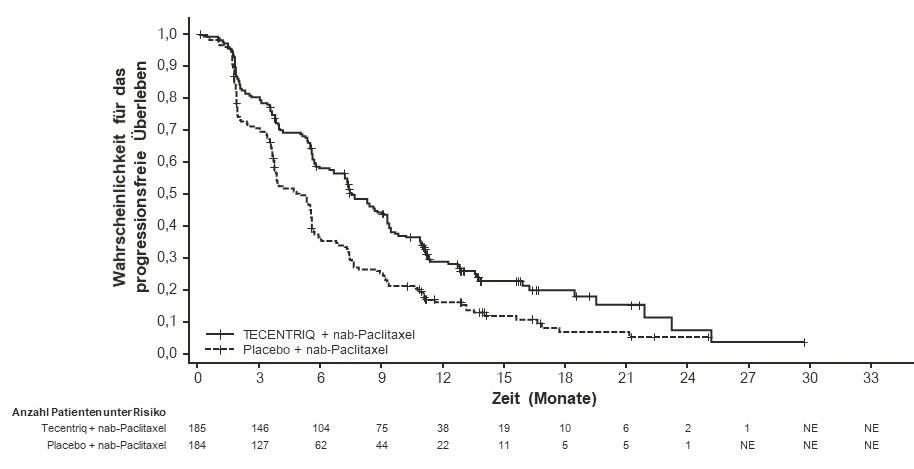 Wahrscheinlichkeit für das
progressionsfreie Überleben
1,0
0,9
0,8
0,7
0,6
0,5
0,4
0,3
0,2
0,1
0,0
TECENTRIQ + nab-Paclitaxel
Placebo + nab-Paclitaxel
0 3 6 9 12 15 18 21 24 27 30 33
Zeit (Monate)
Anzahl Patienten unter Risiko
Tecentriq + nab-Paclitaxel 185 146 104 75 38 19 10 6 2 1 NE NE
Placebo + nab-Paclitaxel 184 127 62 44 22 11 5 5 1 NE NE NE